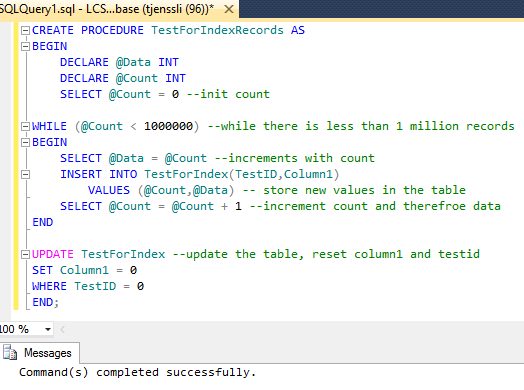 SQLQuery1.sql - LCS...base (tjenssli (96))* ✕
CREATE PROCEDURE TestForIndexRecords AS
BEGIN
DECLARE @Data INT
DECLARE @Count INT
SELECT @Count = 0 --init count
WHILE (@Count < 1000000) --while there is less than 1 million records
BEGIN
SELECT @Data = @Count --increments with count
INSERT INTO TestForIndex(TestID,Column1)
VALUES (@Count,@Data) -- store new values in the table
SELECT @Count = @Count + 1 --increment count and therefroe data
END
UPDATE TestForIndex --update the table, reset column1 and testid
SET Column1 = 0
WHERE TestID = 0
END;
100 %
Messages
Command(s) completed successfully.